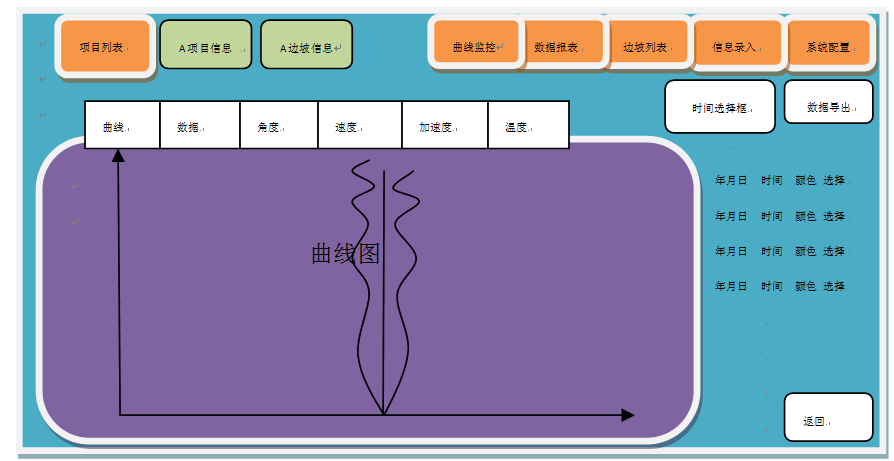 项目列表
A项目信息
A边坡信息
曲线监控
数据报表
边坡列表
信息录入
系统配置
时间选择框
数据导出
曲线
数据
角度
速度
加速度
温度
年月日 时间 颜色 选择
年月日 时间 颜色 选择
曲线图
年月日 时间 颜色 选择
年月日 时间 颜色 选择
返回